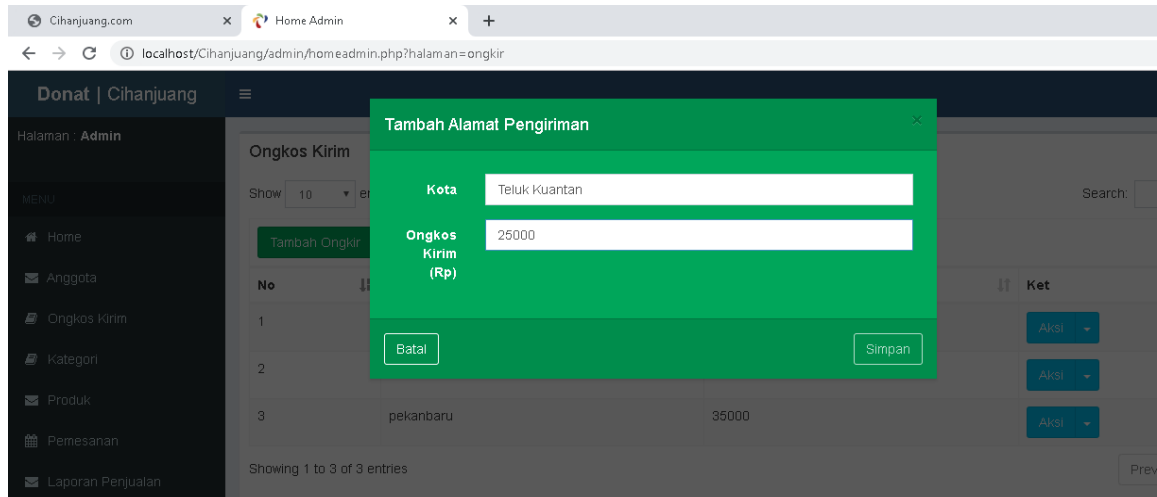 Cihanjuang.com
Home Admin
localhost/Cihanjuang/admin/homeadmin.php?halaman=ongkir
Donat | Cihanjuang
Halaman : Admin
MENU
Home
Anggota
Ongkos Kirim
Kategori
Produk
Pemesanan
Laporan Penjualan
Ongkos Kirim
Show 10 en
Search:
Tambah Ongkir
No
Ket
1
Aksi
2
Aksi
3 pekanbaru 35000 Aksi
Showing 1 to 3 of 3 entries
Prev
Tambah Alamat Pengiriman
×
Kota Teluk Kuantan
Ongkos 25000
Kirim
(Rp)
Batal
Simpan